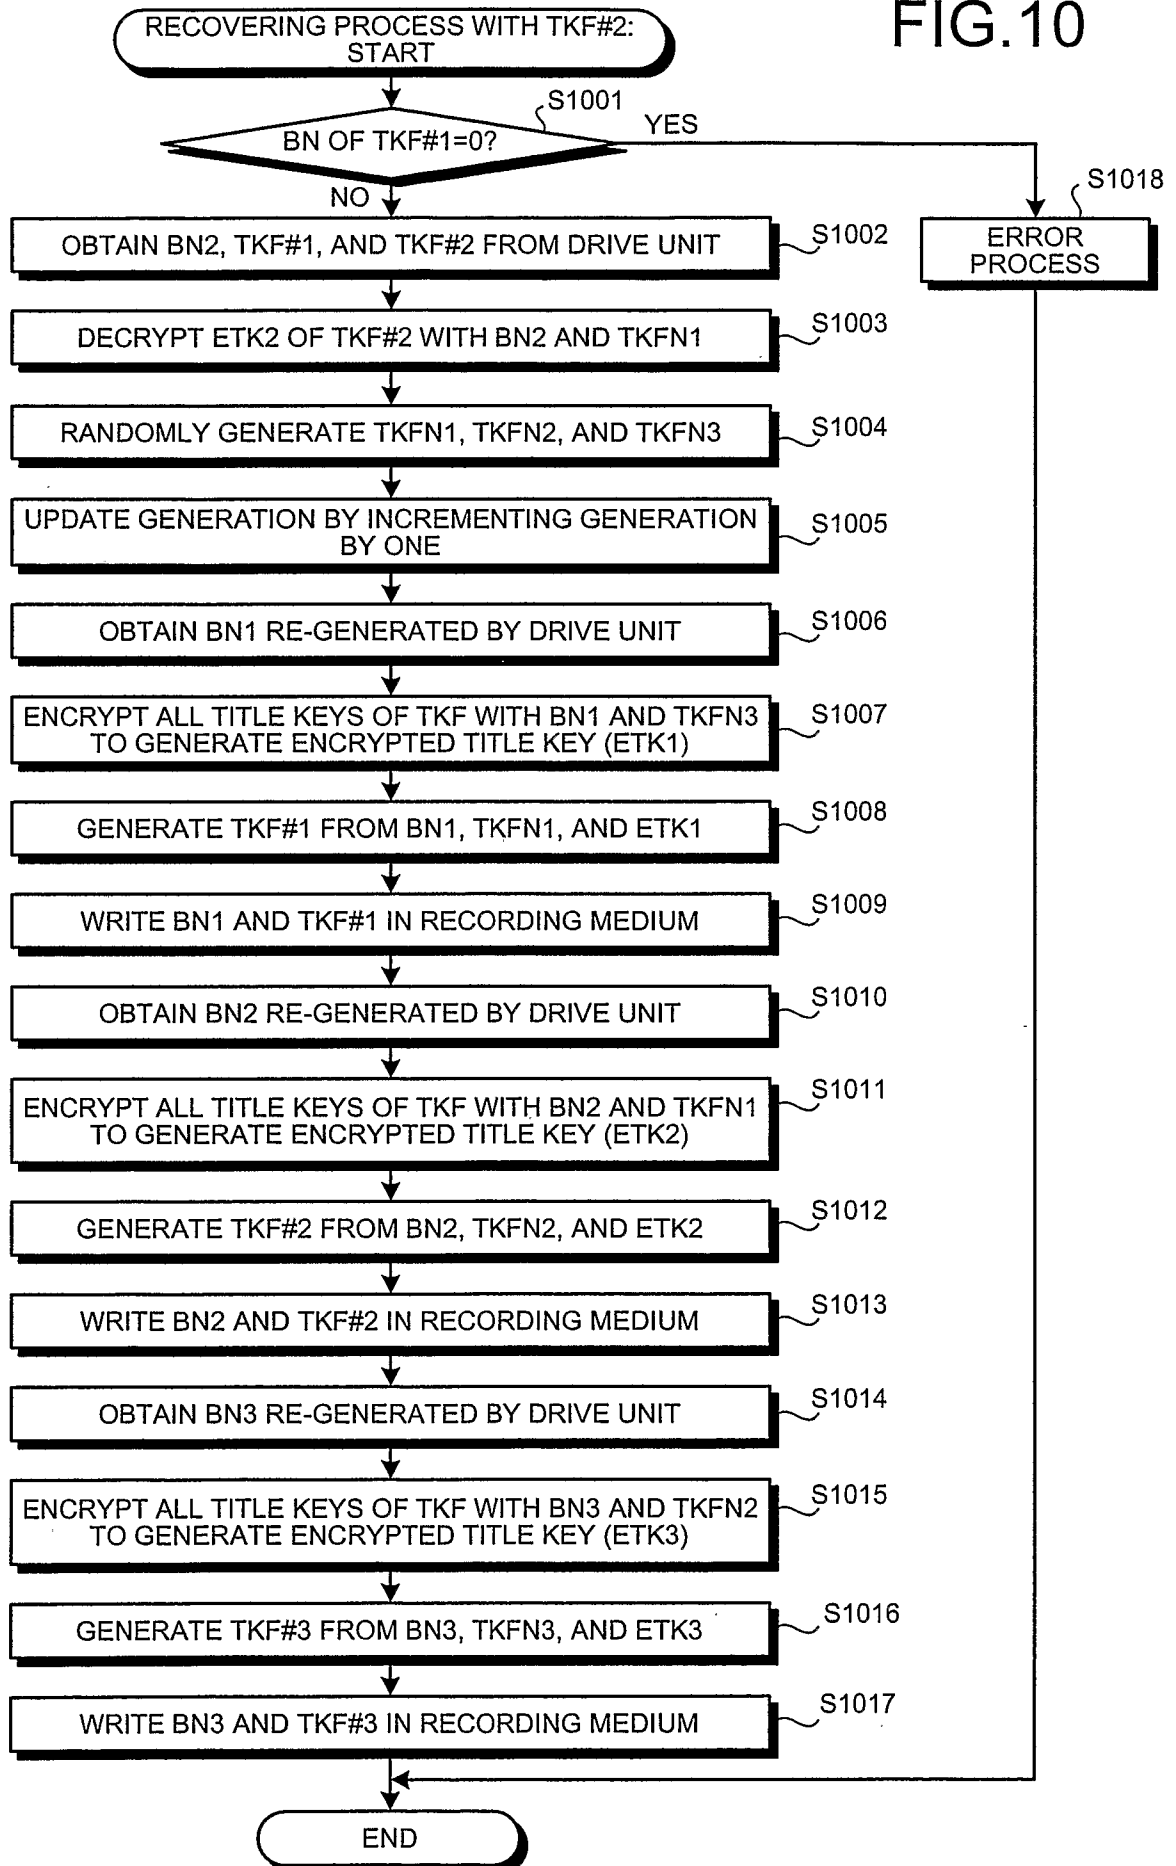 FIG.10
RECOVERING PROCESS WITH TKF#2:
START
S1001
BN OF TKF#1=0?
YES
NO
S1018
ERROR
PROCESS
OBTAIN BN2, TKF#1, AND TKF#2 FROM DRIVE UNIT
S1002
DECRYPT ETK2 OF TKF#2 WITH BN2 AND TKFN1
S1003
RANDOMLY GENERATE TKFN1, TKFN2, AND TKFN3
S1004
UPDATE GENERATION BY INCREMENTING GENERATION
BY ONE
S1005
OBTAIN BN1 RE-GENERATED BY DRIVE UNIT
S1006
ENCRYPT ALL TITLE KEYS OF TKF WITH BN1 AND TKFN3
TO GENERATE ENCRYPTED TITLE KEY (ETK1)
S1007
GENERATE TKF#1 FROM BN1, TKFN1, AND ETK1
S1008
WRITE BN1 AND TKF#1 IN RECORDING MEDIUM
S1009
OBTAIN BN2 RE-GENERATED BY DRIVE UNIT
S1010
ENCRYPT ALL TITLE KEYS OF TKF WITH BN2 AND TKFN1
TO GENERATE ENCRYPTED TITLE KEY (ETK2)
S1011
GENERATE TKF#2 FROM BN2, TKFN2, AND ETK2
S1012
WRITE BN2 AND TKF#2 IN RECORDING MEDIUM
S1013
OBTAIN BN3 RE-GENERATED BY DRIVE UNIT
S1014
ENCRYPT ALL TITLE KEYS OF TKF WITH BN3 AND TKFN2
TO GENERATE ENCRYPTED TITLE KEY (ETK3)
S1015
GENERATE TKF#3 FROM BN3, TKFN3, AND ETK3
S1016
WRITE BN3 AND TKF#3 IN RECORDING MEDIUM
S1017
END